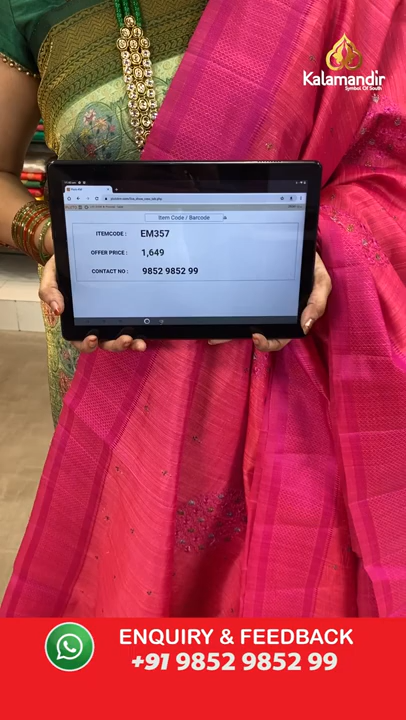 Kalamandir
Symbol Of South
Item Code / Barcode
ITEMCODE : EM357
OFFER PRICE : 1,649
CONTACT NO : 9852 9852 99
ENQUIRY & FEEDBACK
+91 9852 9852 99